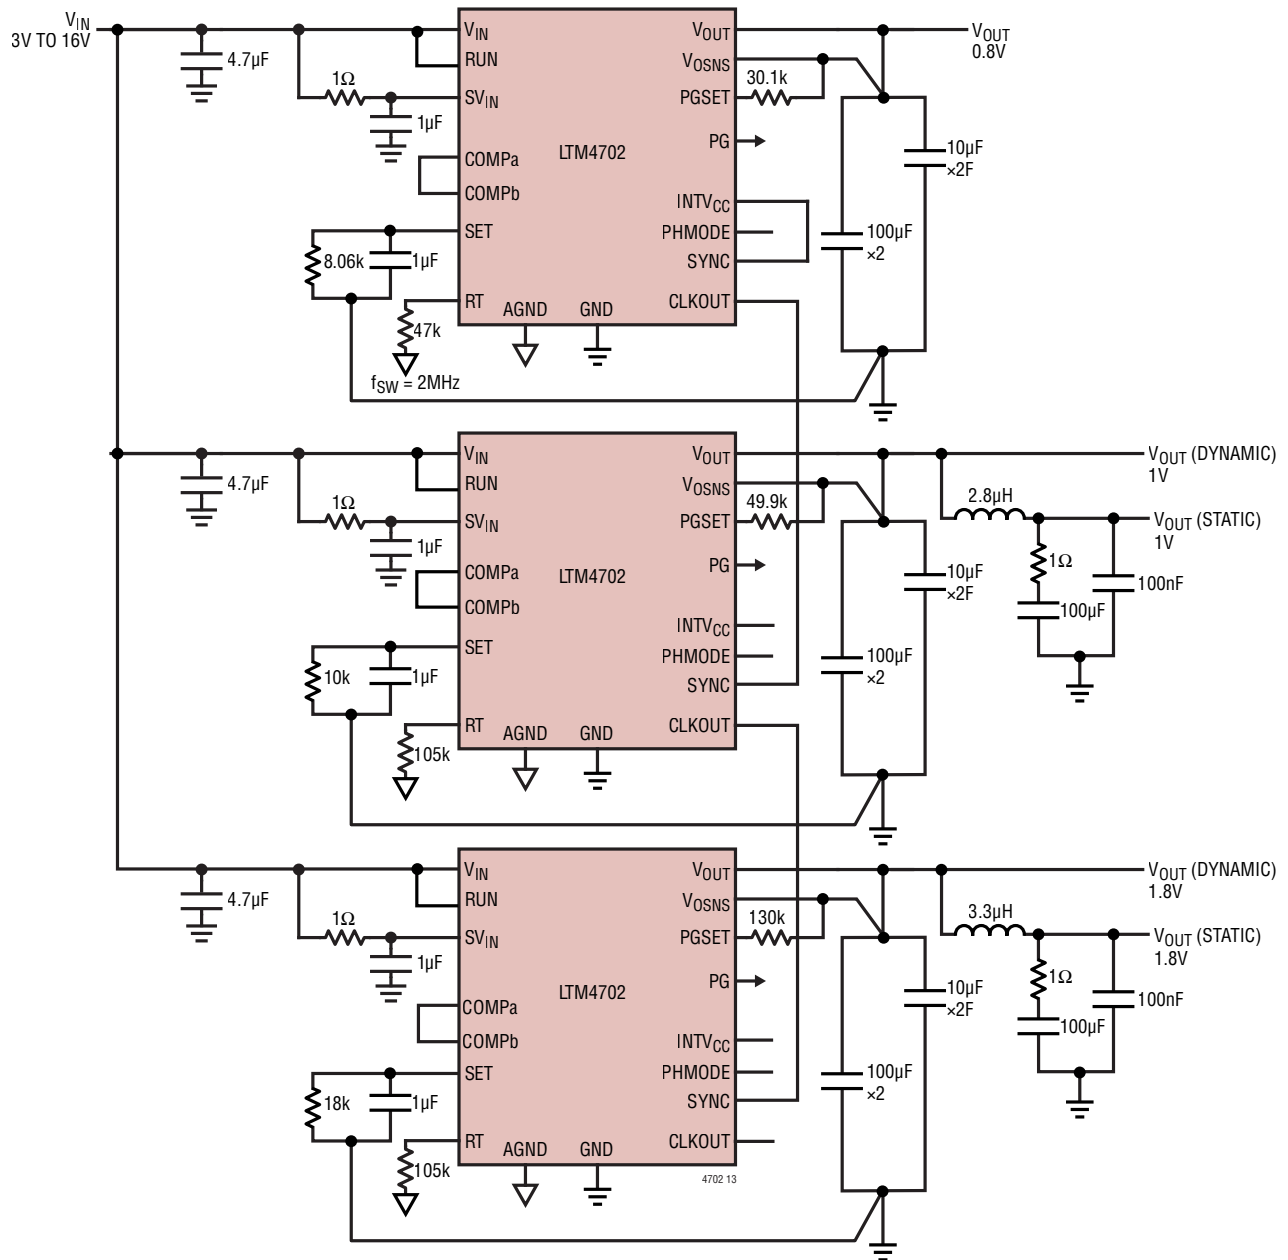 VIN
3V TO 16V
4.7µF
1Ω
1µF
VIN
RUN
SVIN
COMPa
COMPb
SET
RT
AGND
GND
LTM4702
VOUT
VOSNS
PGSET
PG
INTVCC
PHMODE
SYNC
CLKOUT
8.06k
1µF
47k
fSW = 2MHz
30.1k
100µF
×2
10µF
×2F
VOUT
0.8V
4.7µF
1Ω
1µF
VIN
RUN
SVIN
COMPa
COMPb
SET
RT
AGND
GND
LTM4702
VOUT
VOSNS
PGSET
PG
INTVCC
PHMODE
SYNC
CLKOUT
10k
1µF
105k
49.9k
100µF
×2
10µF
×2F
2.8µH
1Ω
100µF
100nF
VOUT (DYNAMIC)
1V
VOUT (STATIC)
1V
4.7µF
1Ω
1µF
VIN
RUN
SVIN
COMPa
COMPb
SET
RT
AGND
GND
LTM4702
VOUT
VOSNS
PGSET
PG
INTVCC
PHMODE
SYNC
CLKOUT
18k
1µF
105k
130k
100µF
×2
10µF
×2F
3.3µH
1Ω
100µF
100nF
VOUT (DYNAMIC)
1.8V
VOUT (STATIC)
1.8V
4702 13